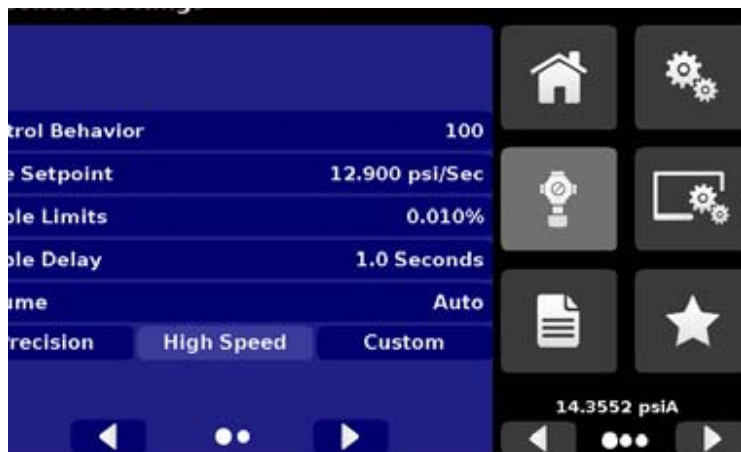 trol Behavior 100
Setpoint 12.900 psi/Sec
ble Limits 0.010%
ble Delay 1.0 Seconds
ume Auto
recision High Speed Custom
14.3552 psiA